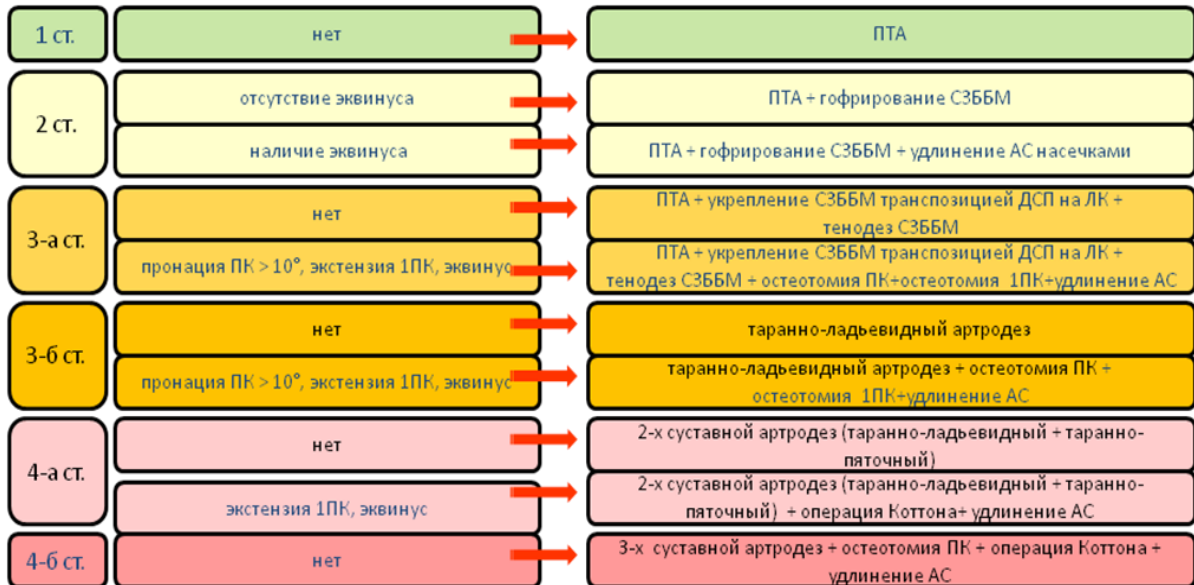 1 ст.
нет
ПТА
2 ст.
отсутствие эквинуса
ПТА + гофрирование СЗББМ
наличие эквинуса
ПТА + гофрирование СЗББМ + удлинение АС насечками
3-а ст.
нет
ПТА + укрепление СЗББМ транспозицией ДСП на ЛК +
тенодез СЗББМ
пронация ПК > 10°, экстензия 1ПК, эквинус
ПТА + укрепление СЗББМ транспозицией ДСП на ЛК +
тенодез СЗББМ + остеотомия ПК+остеотомия 1ПК+удлинение АС
3-б ст.
нет
таранно-ладьевидный артродез
пронация ПК > 10°, экстензия 1ПК, эквинус
таранно-ладьевидный артродез + остеотомия ПК +
остеотомия 1ПК+удлинение АС
4-а ст.
нет
2-х суставной артродез (таранно-ладьевидный + таранно-
пяточный)
экстензия 1ПК, эквинус
2-х суставной артродез (таранно-ладьевидный + таранно-
пяточный) + операция Коттона+ удлинение АС
4-б ст.
нет
3-х суставной артродез + остеотомия ПК + операция Коттона +
удлинение АС